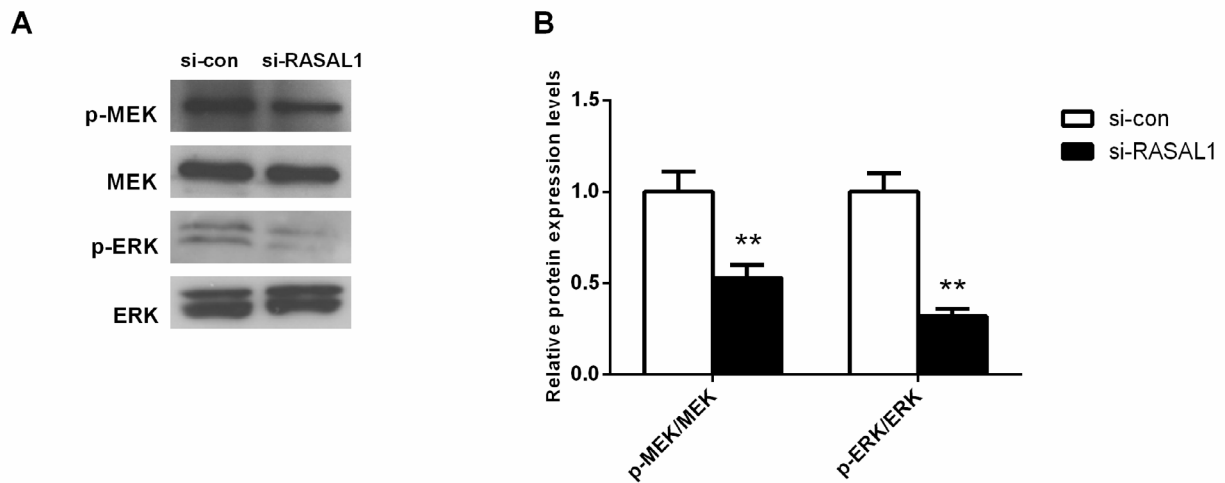 A
si-con si-RASAL1
p-MEK
MEK
p-ERK
ERK
B
Relative protein expression levels
1.5
1.0
0.5
0.0
**
**
p-MEK/MEK
p-ERK/ERK
si-con
si-RASAL1